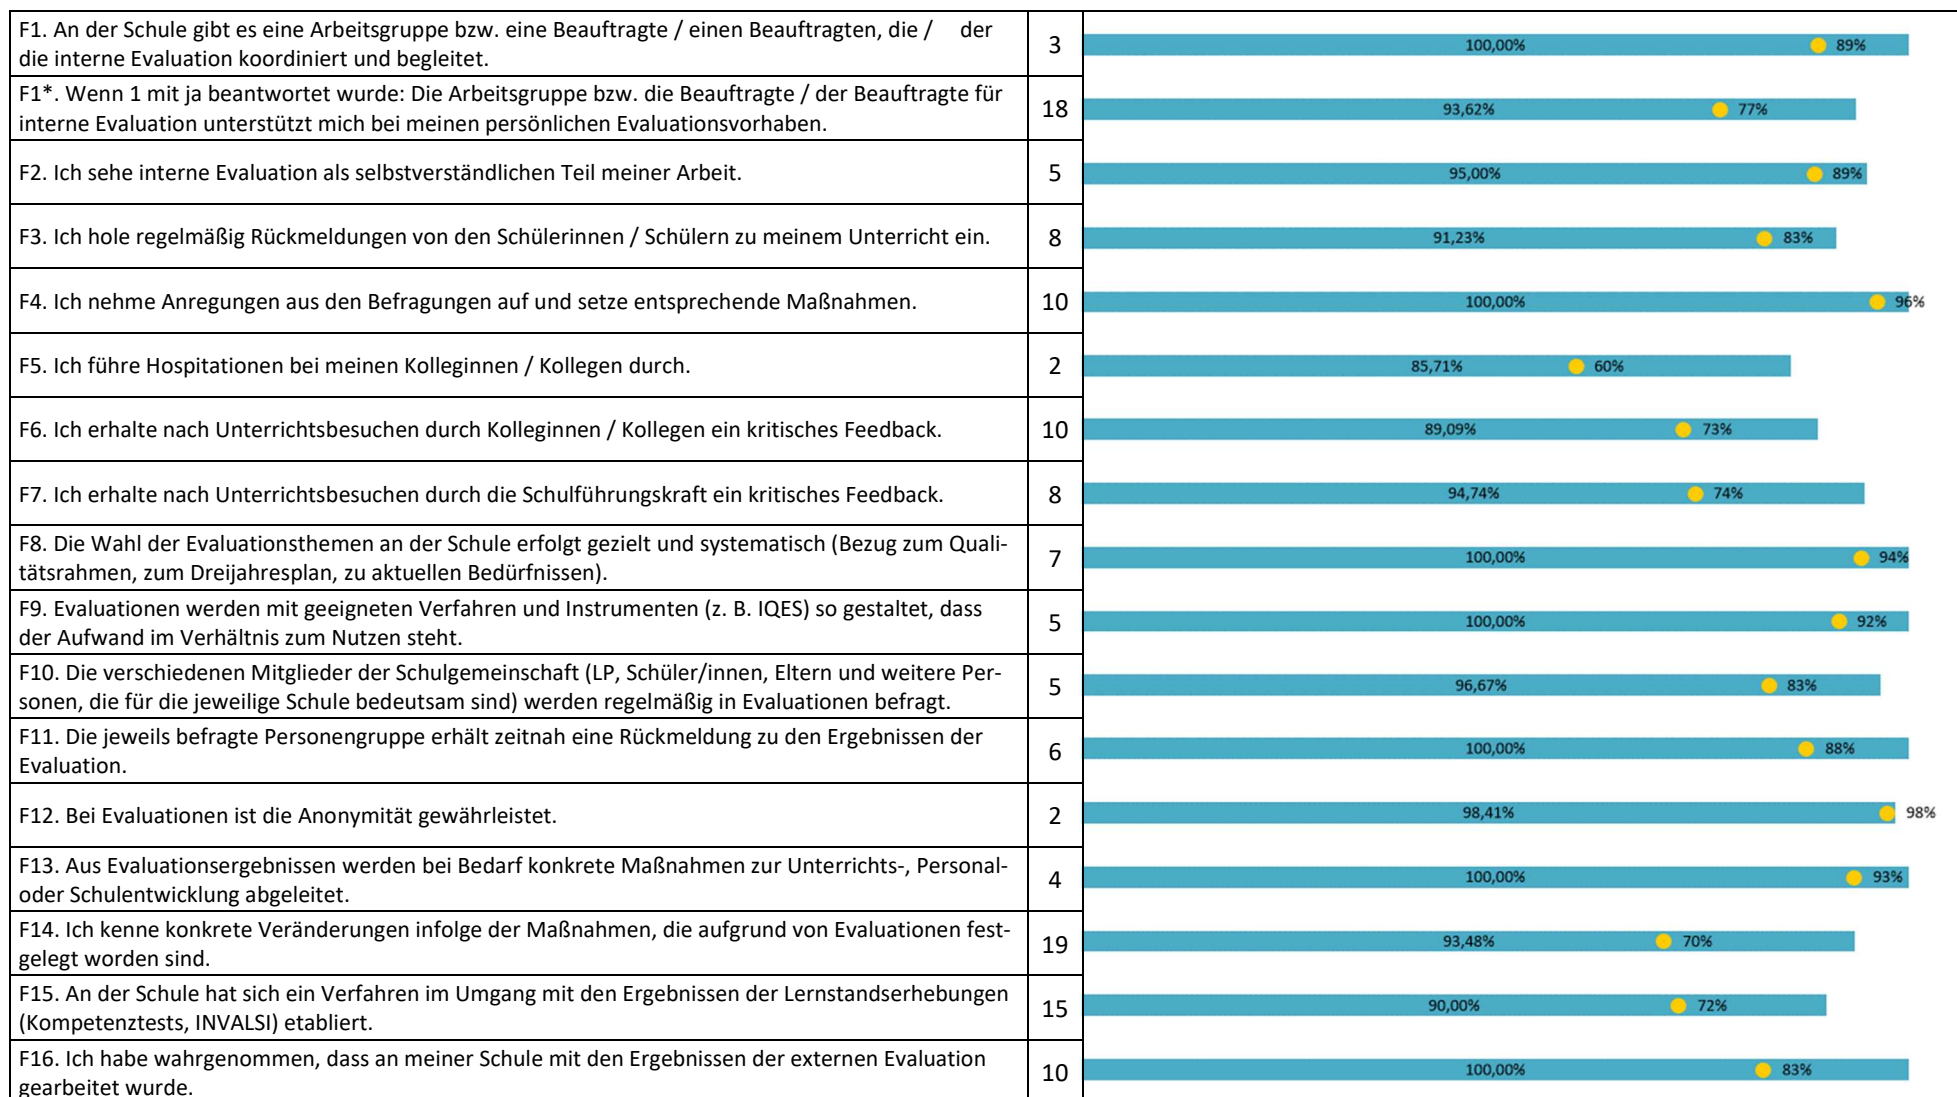 F1. An der Schule gibt es eine Arbeitsgruppe bzw. eine Beauftragte / einen Beauftragten, die / der
die interne Evaluation koordiniert und begleitet.
3
100,00%
89%
F1*. Wenn 1 mit ja beantwortet wurde: Die Arbeitsgruppe bzw. die Beauftragte / der Beauftragte für
interne Evaluation unterstützt mich bei meinen persönlichen Evaluationsvorhaben.
18
93,62%
77%
F2. Ich sehe interne Evaluation als selbstverständlichen Teil meiner Arbeit.
5
95,00%
89%
F3. Ich hole regelmäßig Rückmeldungen von den Schülerinnen / Schülern zu meinem Unterricht ein.
8
91,23%
83%
F4. Ich nehme Anregungen aus den Befragungen auf und setze entsprechende Maßnahmen.
10
100,00%
96%
F5. Ich führe Hospitationen bei meinen Kolleginnen / Kollegen durch.
2
85,71%
60%
F6. Ich erhalte nach Unterrichtsbesuchen durch Kolleginnen / Kollegen ein kritisches Feedback.
10
89,09%
73%
F7. Ich erhalte nach Unterrichtsbesuchen durch die Schulführungskraft ein kritisches Feedback.
8
94,74%
74%
F8. Die Wahl der Evaluationsthemen an der Schule erfolgt gezielt und systematisch (Bezug zum Quali-
tätsrahmen, zum Dreijahresplan, zu aktuellen Bedürfnissen).
7
100,00%
94%
F9. Evaluationen werden mit geeigneten Verfahren und Instrumenten (z. B. IQES) so gestaltet, dass
der Aufwand im Verhältnis zum Nutzen steht.
5
100,00%
92%
F10. Die verschiedenen Mitglieder der Schulgemeinschaft (LP, Schüler/innen, Eltern und weitere Per-
sonen, die für die jeweilige Schule bedeutsam sind) werden regelmäßig in Evaluationen befragt.
5
96,67%
83%
F11. Die jeweils befragte Personengruppe erhält zeitnah eine Rückmeldung zu den Ergebnissen der
Evaluation.
6
100,00%
88%
F12. Bei Evaluationen ist die Anonymität gewährleistet.
2
98,41%
98%
F13. Aus Evaluationsergebnissen werden bei Bedarf konkrete Maßnahmen zur Unterrichts-, Personal-
oder Schulentwicklung abgeleitet.
4
100,00%
93%
F14. Ich kenne konkrete Veränderungen infolge der Maßnahmen, die aufgrund von Evaluationen fest-
gelegt worden sind.
19
93,48%
70%
F15. An der Schule hat sich ein Verfahren im Umgang mit den Ergebnissen der Lernstandserhebungen
(Kompetenztests, INVALSI) etabliert.
15
90,00%
72%
F16. Ich habe wahrgenommen, dass an meiner Schule mit den Ergebnissen der externen Evaluation
gearbeitet wurde.
10
100,00%
83%